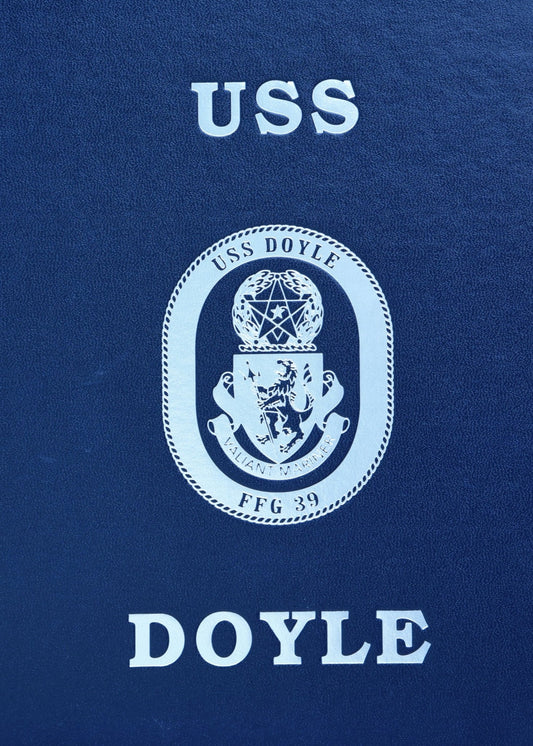 USS
USS DOYLE
VALIANT MARINER
FFG 39
DOYLE